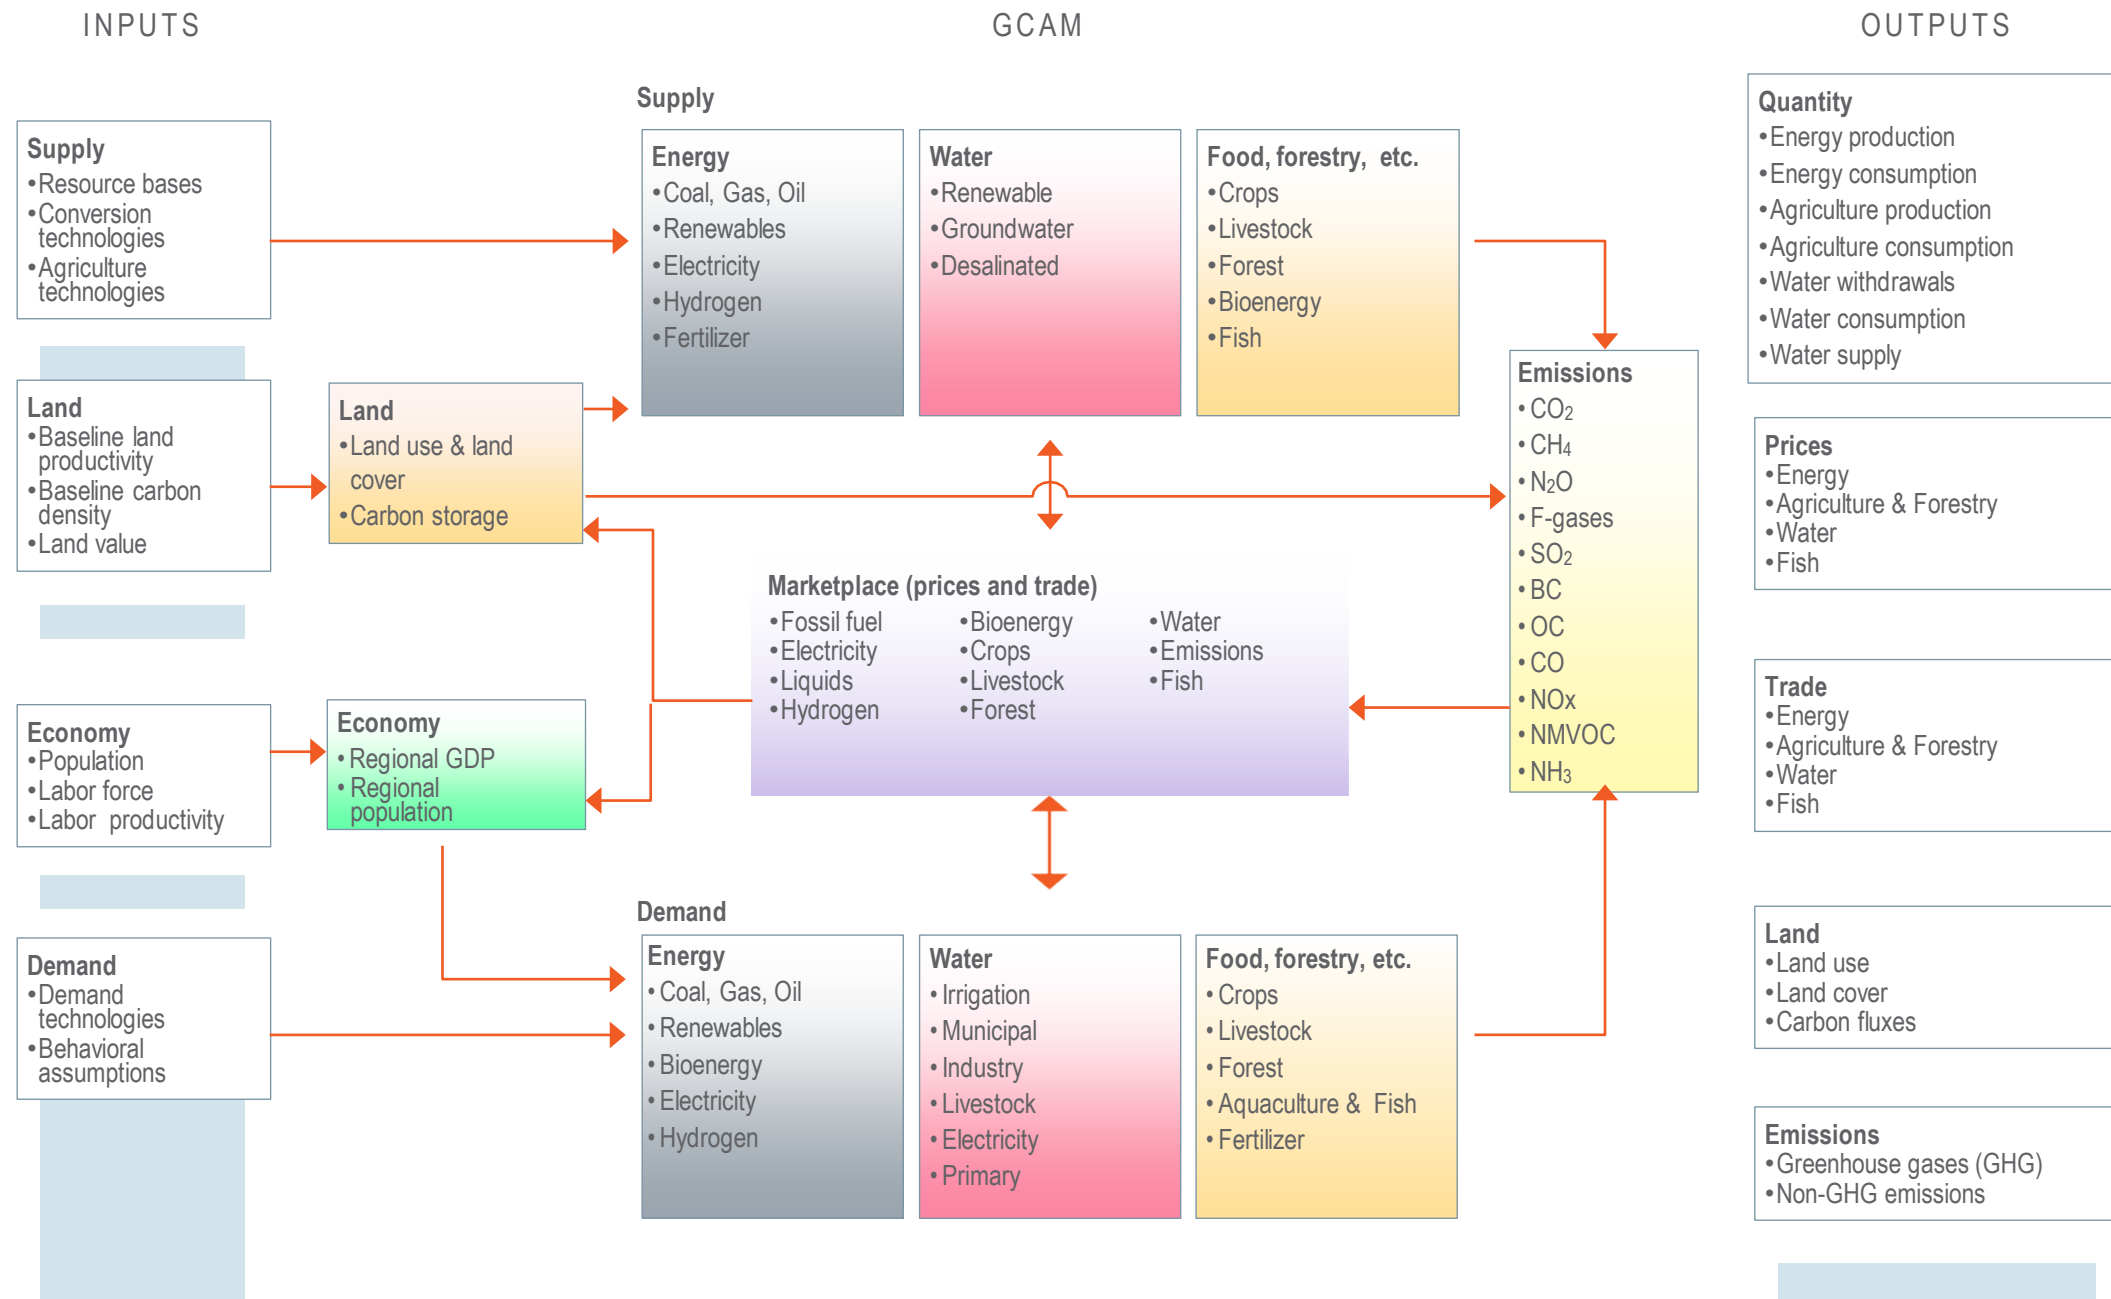 INPUTS
GCAM
OUTPUTS
Supply
•Resource bases
•Conversion
technologies
•Agriculture
technologies
Land
•Baseline land
productivity
•Baseline carbon
density
•Land value
Economy
•Population
•Labor force
•Labor productivity
Demand
•Demand
technologies
•Behavioral
assumptions
Land
•Land use & land
cover
•Carbon storage
Economy
• Regional GDP
• Regional
population
Supply
Energy
•Coal, Gas, Oil
•Renewables
•Electricity
•Hydrogen
•Fertilizer
Water
•Renewable
•Groundwater
•Desalinated
Food, forestry, etc.
•Crops
•Livestock
•Forest
•Bioenergy
•Fish
Marketplace (prices and trade)
•Fossil fuel
•Electricity
•Liquids
•Hydrogen
•Bioenergy
•Crops
•Livestock
•Forest
•Water
•Emissions
•Fish
Demand
Energy
• Coal, Gas, Oil
• Renewables
• Bioenergy
• Electricity
• Hydrogen
Water
• Irrigation
• Municipal
• Industry
• Livestock
• Electricity
• Primary
Food, forestry, etc.
• Crops
• Livestock
• Forest
• Aquaculture & Fish
• Fertilizer
Emissions
• CO₂
• CH₄
• N₂O
• F-gases
• SO₂
• BC
• OC
• CO
• NOx
• NMVOC
• NH₃
Quantity
•Energy production
•Energy consumption
•Agriculture production
•Agriculture consumption
•Water withdrawals
•Water consumption
•Water supply
Prices
•Energy
•Agriculture & Forestry
•Water
•Fish
Trade
•Energy
•Agriculture & Forestry
•Water
•Fish
Land
•Land use
•Land cover
•Carbon fluxes
Emissions
•Greenhouse gases (GHG)
•Non-GHG emissions